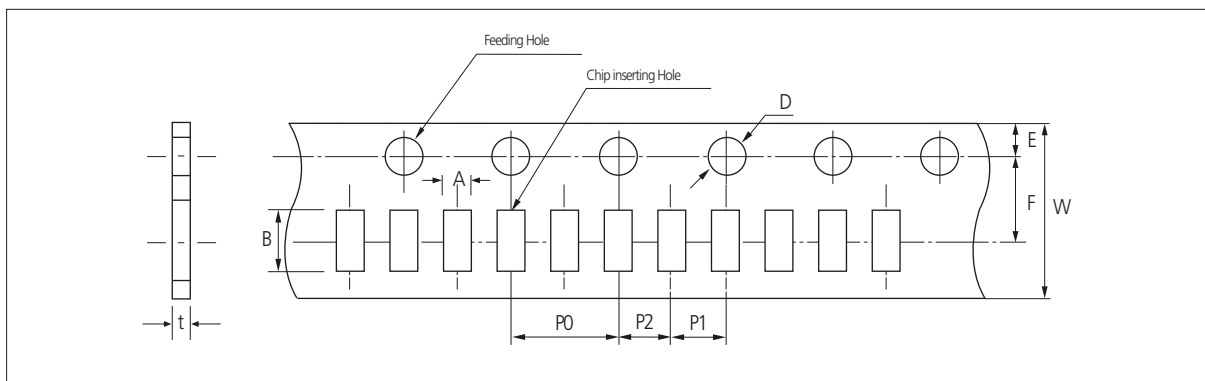 Feeding Hole
Chip inserting Hole
D
E
A
F
W
B
t
P0
P2
P1